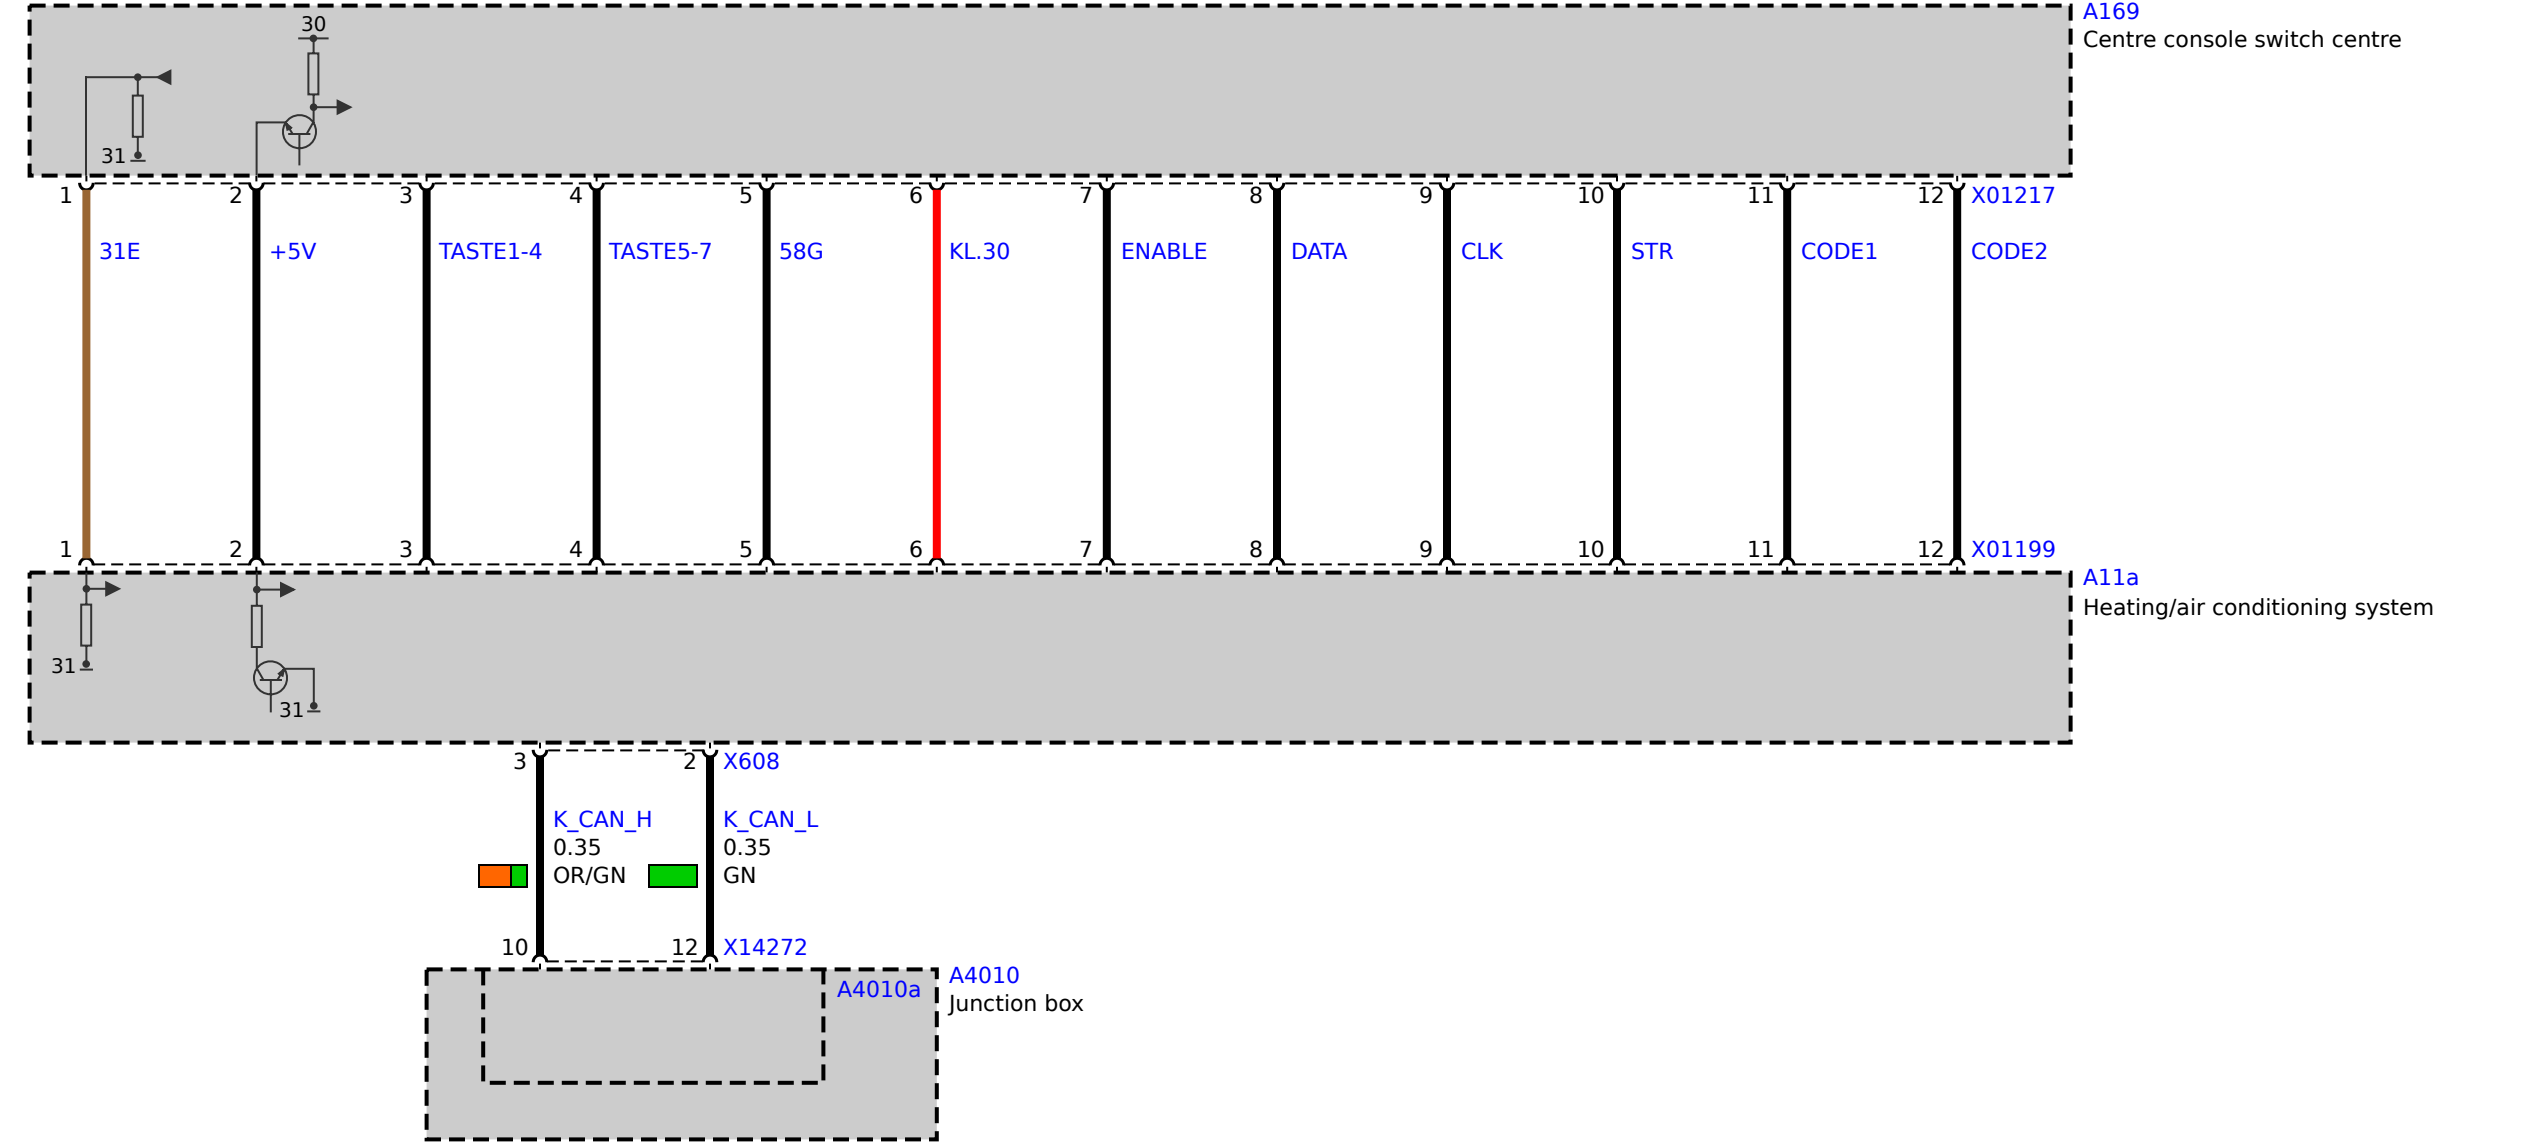 A169
Centre console switch centre
30
31
1 2 3 4 5 6 7 8 9 10 11 12 X01217
31E +5V TASTE1-4 TASTE5-7 58G KL.30 ENABLE DATA CLK STR CODE1 CODE2
1 2 3 4 5 6 7 8 9 10 11 12 X01199
A11a
Heating/air conditioning system
31
31
3 2 X608
K_CAN_H K_CAN_L
0.35 0.35
OR/GN GN
10 12 X14272
A4010a A4010
Junction box